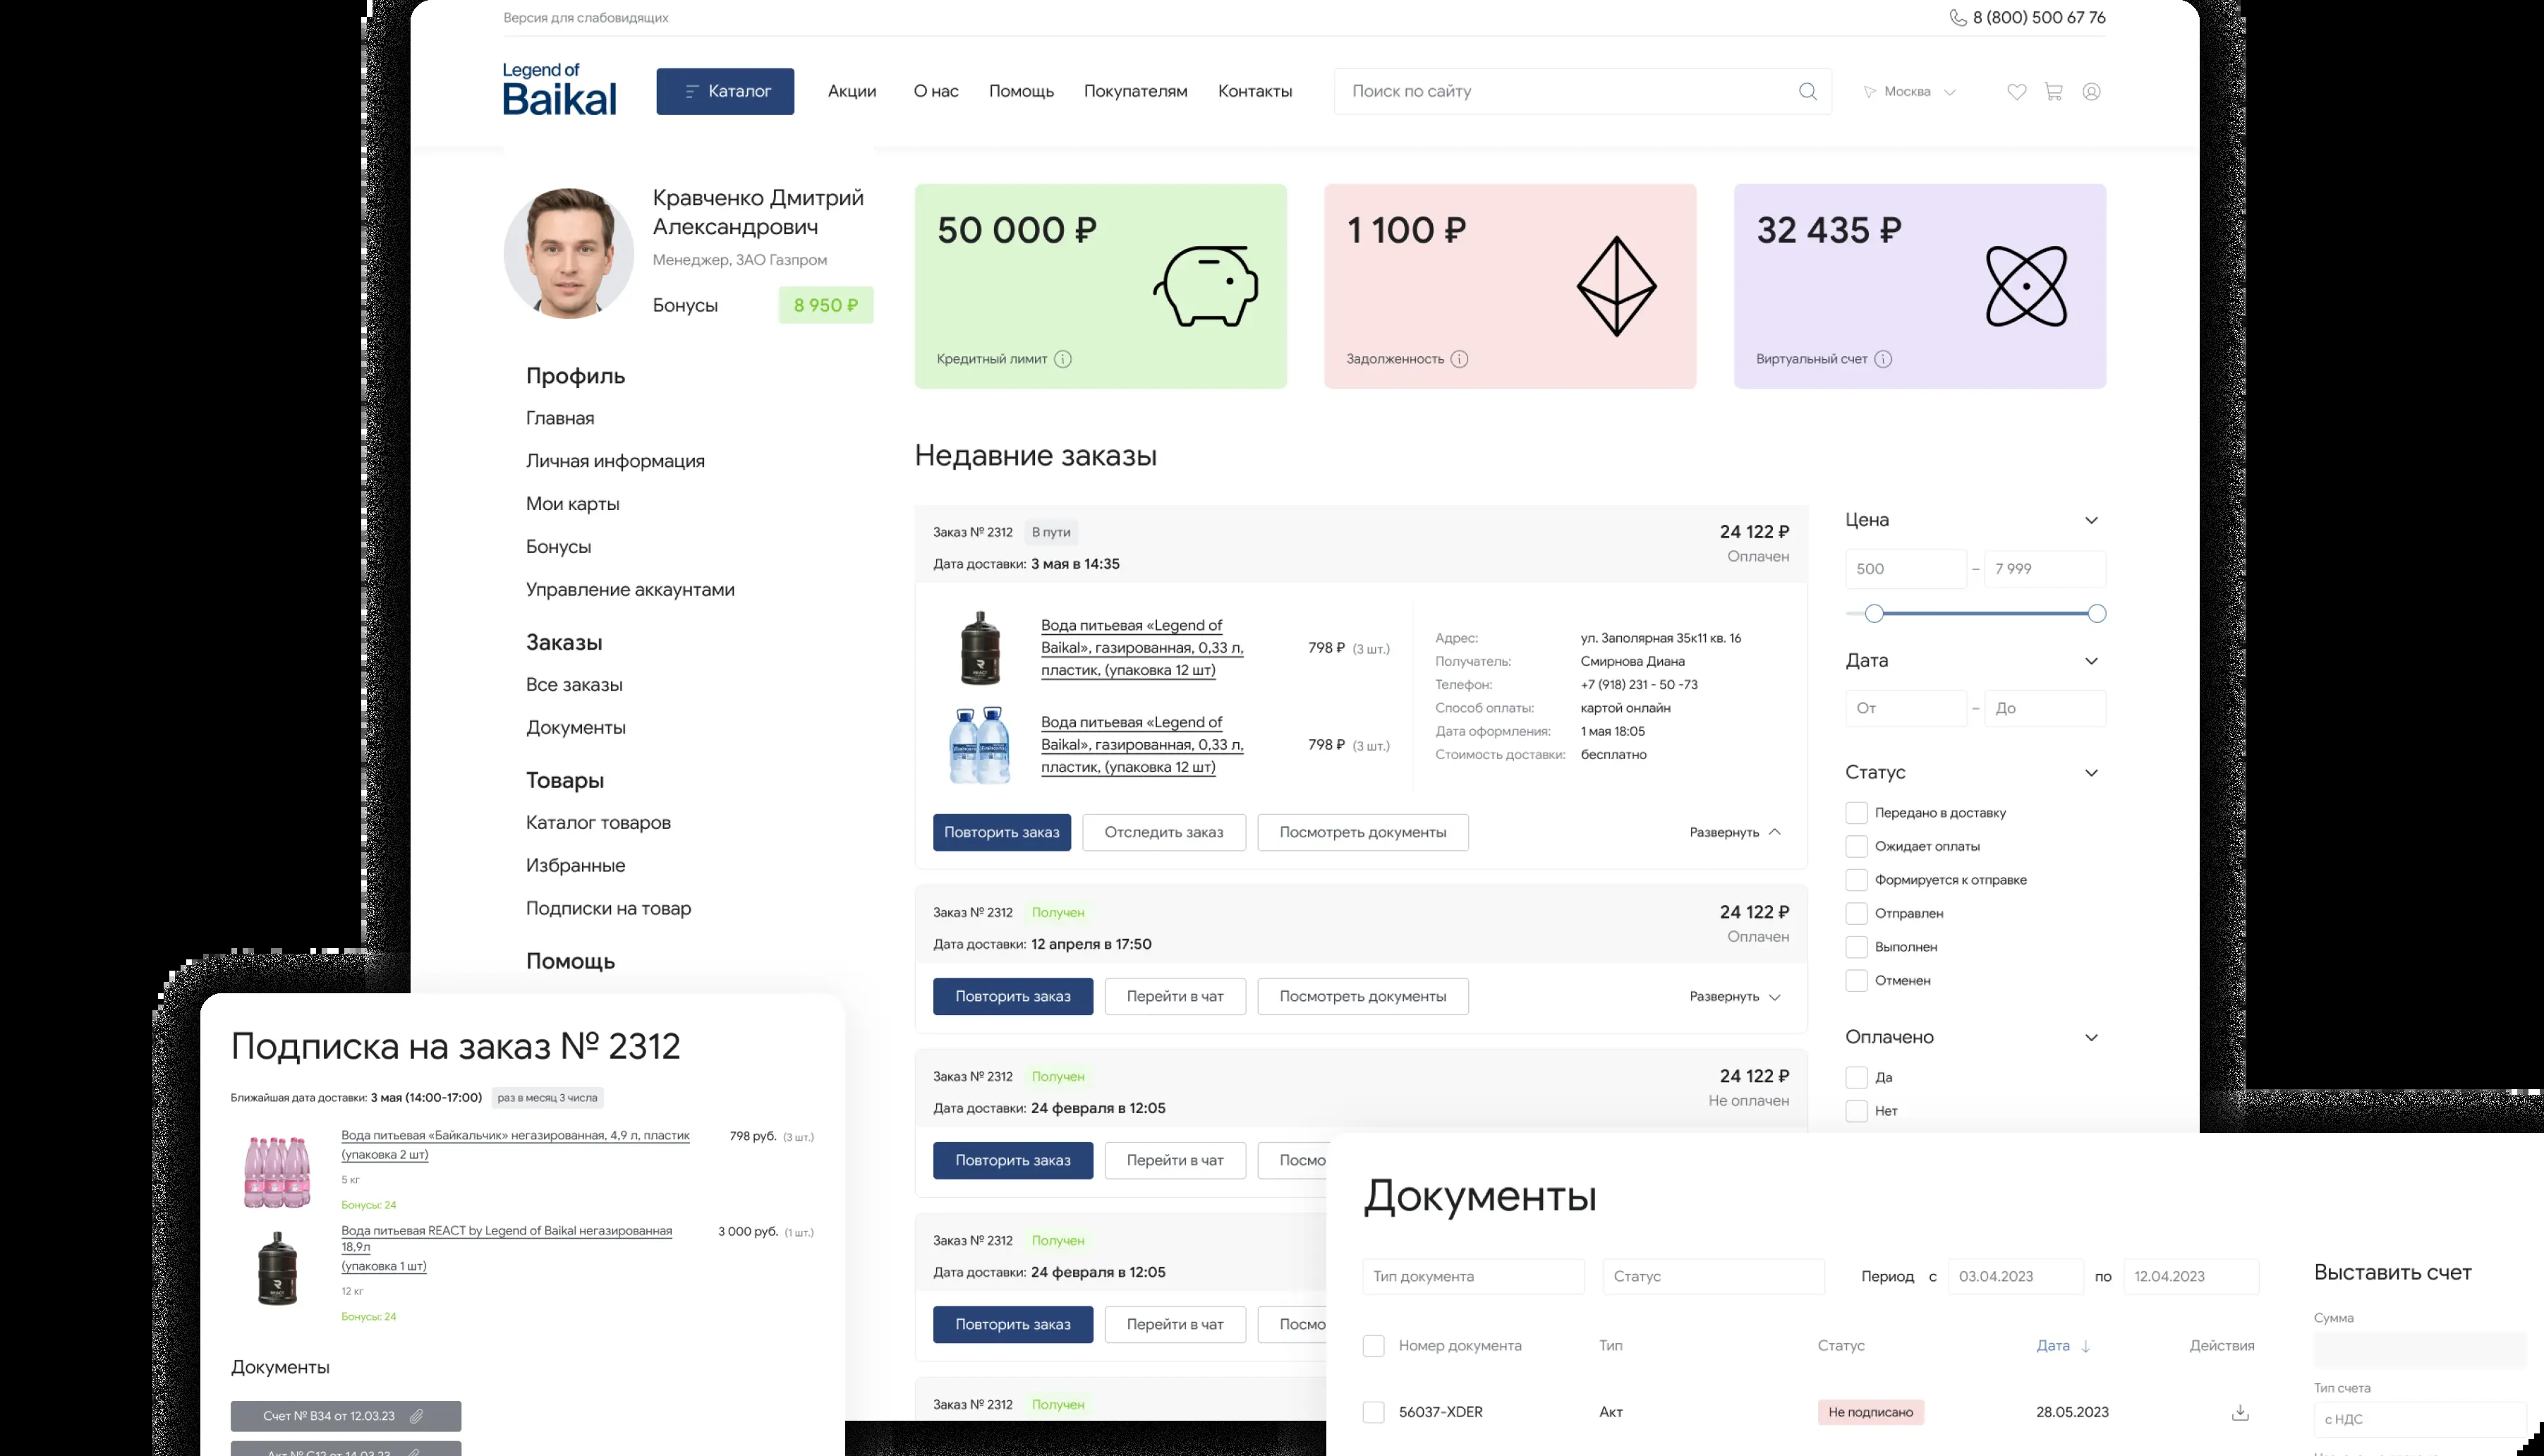 Версия для слабовидящих
8 (800) 500 67 76
Legend of
Baikal
Каталог
Акции
О нас
Помощь
Покупателям
Контакты
Поиск по сайту
Москва
Кравченко Дмитрий
Александрович
Менеджер, ЗАО Газпром
Бонусы
8 950 ₽
50 000 ₽
Кредитный лимит
1 100 ₽
Задолженность
32 435 ₽
Виртуальный счет
Профиль
Главная
Личная информация
Мои карты
Бонусы
Управление аккаунтами
Заказы
Все заказы
Документы
Товары
Каталог товаров
Избранные
Подписки на товар
Помощь
Недавние заказы
Заказ № 2312 В пути
24 122 ₽
Дата доставки: 3 мая в 14:35
Оплачен
Вода питьевая «Legend of
Baikal», газированная, 0,33 л,
пластик, (упаковка 12 шт)
798 ₽ (3 шт.)
Вода питьевая «Legend of
Baikal», газированная, 0,33 л,
пластик, (упаковка 12 шт)
798 ₽ (3 шт.)
REACT
Адрес: ул. Заполярная 35к11 кв. 16
Получатель: Смирнова Диана
Телефон: +7 (918) 231 - 50 -73
Способ оплаты: картой онлайн
Дата оформления: 1 мая 18:05
Стоимость доставки: бесплатно
Повторить заказ
Отследить заказ
Посмотреть документы
Развернуть
Заказ № 2312 Получен
24 122 ₽
Дата доставки: 12 апреля в 17:50
Оплачен
Повторить заказ
Перейти в чат
Посмотреть документы
Развернуть
Заказ № 2312 Получен
24 122 ₽
Дата доставки: 24 февраля в 12:05
Не оплачен
Повторить заказ
Перейти в чат
Посмо
Заказ № 2312 Получен
Дата доставки: 24 февраля в 12:05
Повторить заказ
Перейти в чат
Посмо
Заказ № 2312 Получен
Цена
500 – 7 999
Дата
От – До
Статус
Передано в доставку
Ожидает оплаты
Формируется к отправке
Отправлен
Выполнен
Отменен
Оплачено
Да
Нет
Подписка на заказ № 2312
Ближайшая дата доставки: 3 мая (14:00-17:00) раз в месяц 3 числа
Вода питьевая «Байкальчик» негазированная, 4,9 л, пластик
(упаковка 2 шт)
798 руб. (3 шт.)
5 кг
Бонусы: 24
Вода питьевая REACT by Legend of Baikal негазированная
18,9л
(упаковка 1 шт)
3 000 руб. (1 шт.)
12 кг
Бонусы: 24
REACT
Документы
Счет № В34 от 12.03.23
Акт № С12 от 14.03.23
Документы
Тип документа
Статус
Период с 03.04.2023 по 12.04.2023
Номер документа
Тип
Статус
Дата
Действия
56037-XDER
Акт
Не подписано
28.05.2023
Выставить счет
Сумма
Тип счета
с НДС